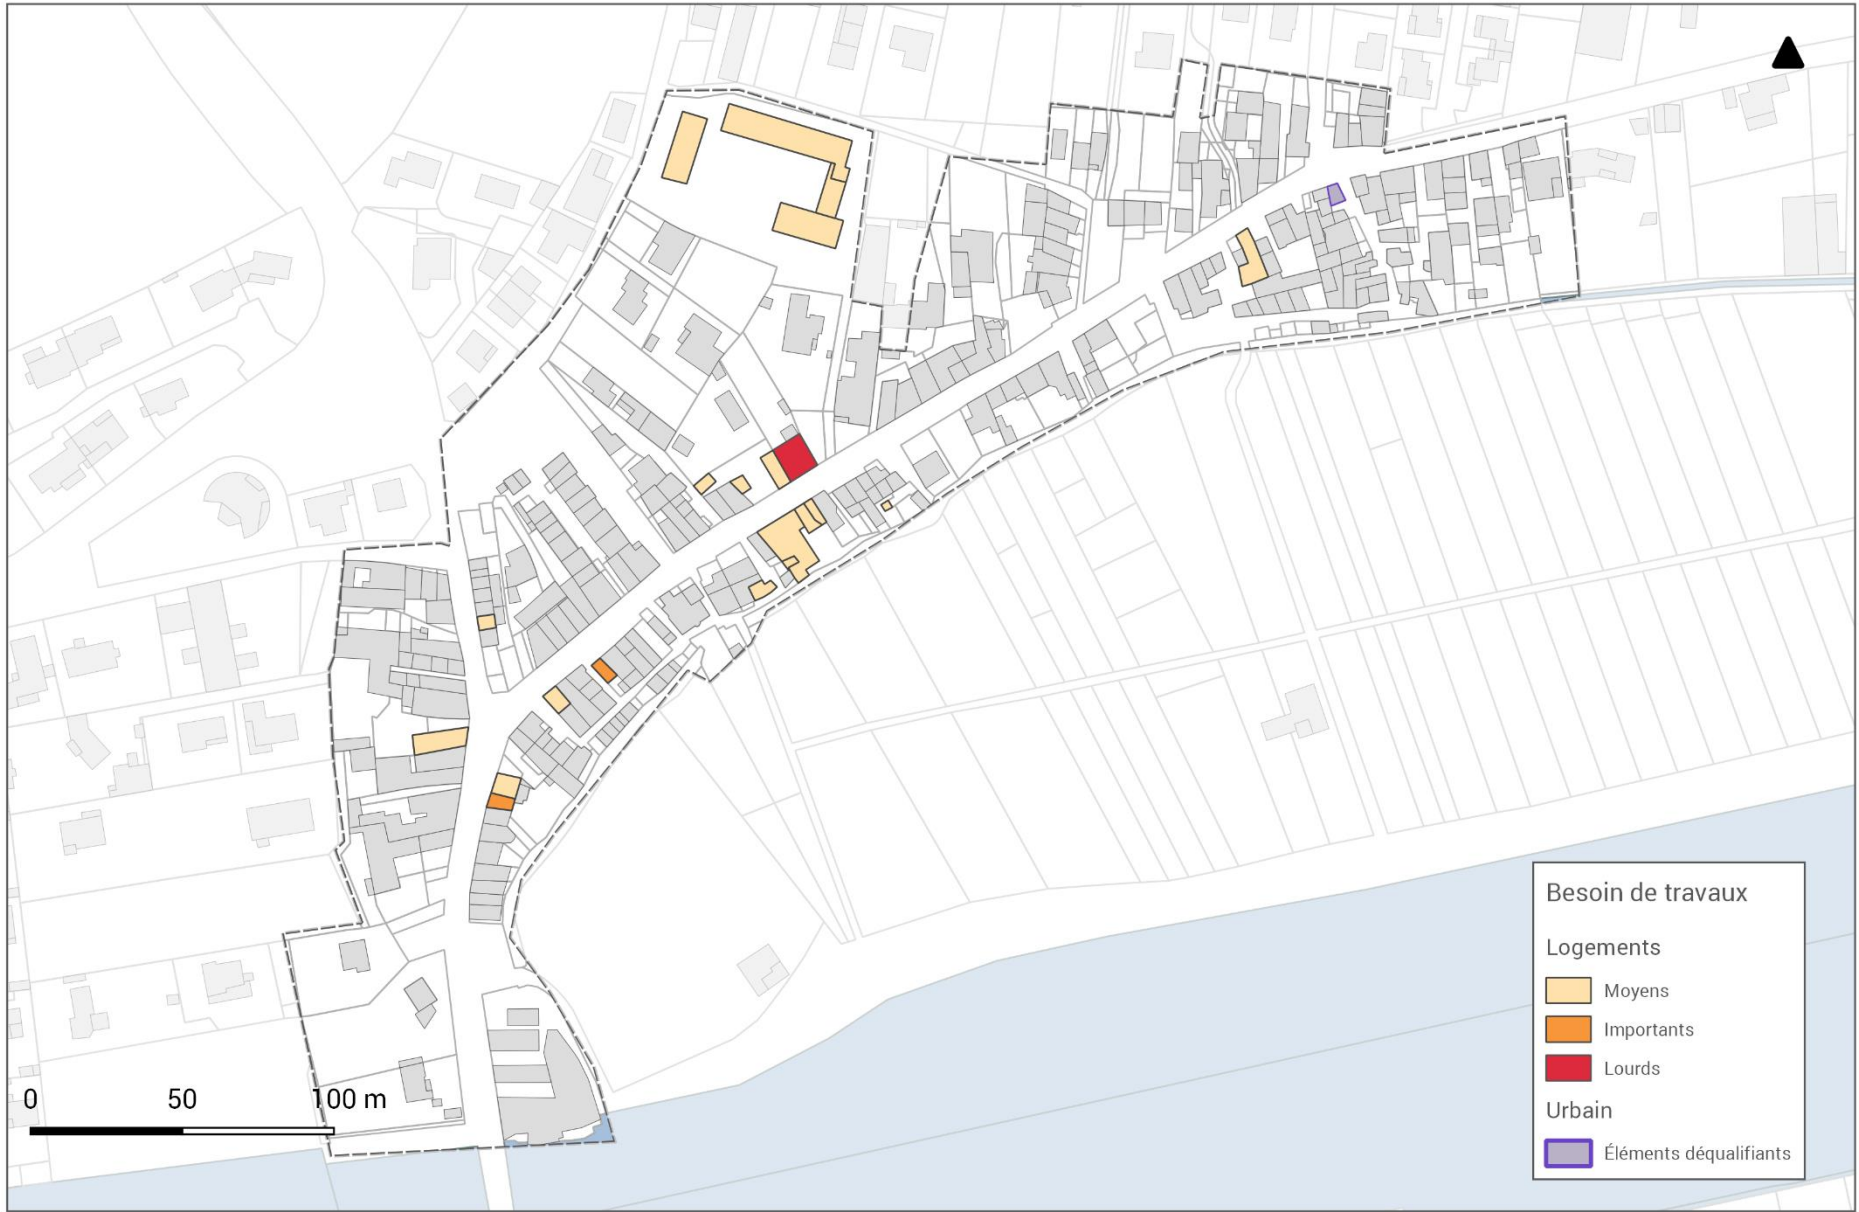 Besoin de travaux
Logements
Moyens
Importants
Lourds
Urbain
Éléments déqualifiants
0 50 100 m